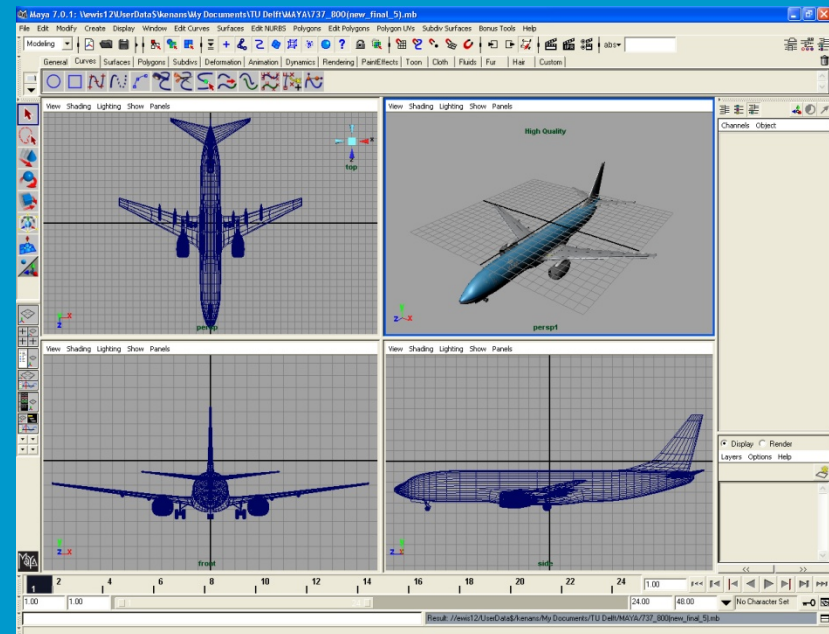 Maya 7.0.1: \\ewis12\UserData$\kenans\My Documents\TU Delft\MAYA\737_800(new_final_5).mb
File Edit Modify Create Display Window Edit Curves Surfaces Edit NURBS Polygons Edit Polygons Polygon UVs Subdiv Surfaces Bonus Tools Help
Modeling abs
General Curves Surfaces Polygons Subdivs Deformation Animation Dynamics Rendering PaintEffects Toon Cloth Fluids Fur Hair Custom
View Shading Lighting Show Panels
View Shading Lighting Show Panels
Channels Object
High Quality
top
persp
persp1
View Shading Lighting Show Panels
View Shading Lighting Show Panels
Display Render
Layers Options Help
front
side
1 2 4 6 8 10 12 14 16 18 20 22 24 1.00
1.00 1.00 24.00 48.00 No Character Set
Result: //ewis12/UserData$/kenans/My Documents/TU Delft/MAYA/737_800(new_final_5).mb